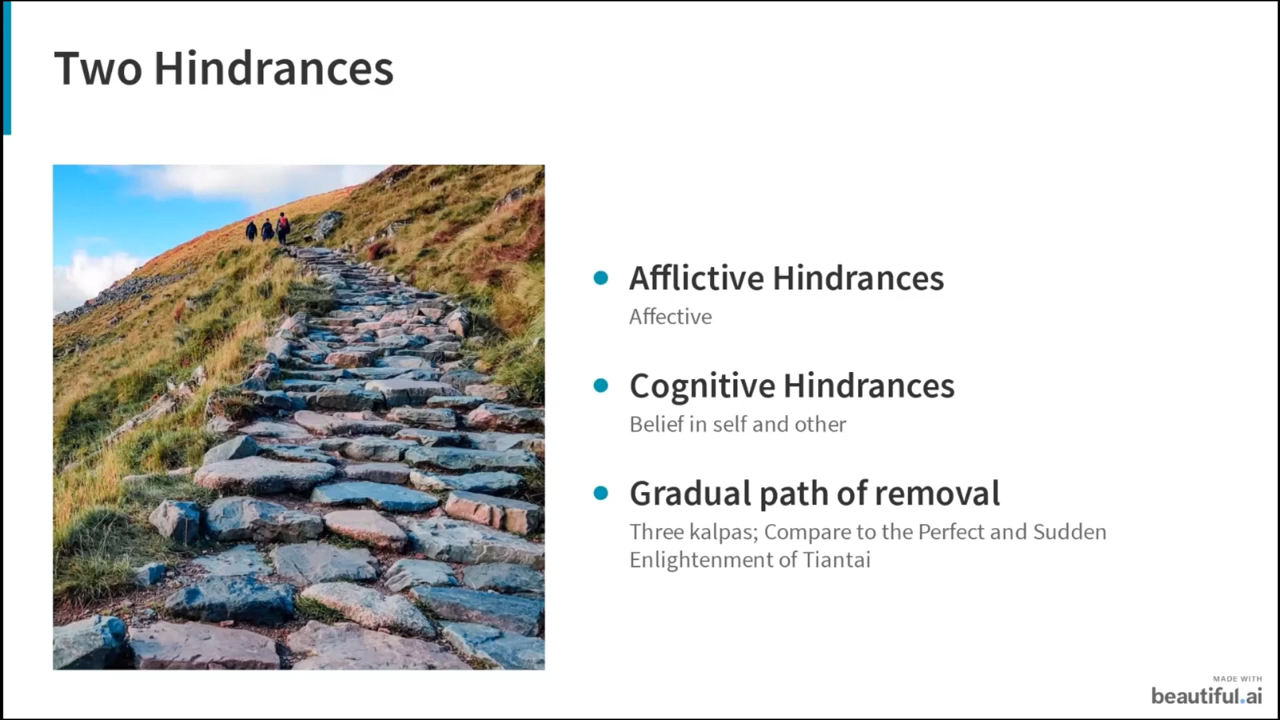 Two Hindrances
Afflictive Hindrances
Affective
Cognitive Hindrances
Belief in self and other
Gradual path of removal
Three kalpas; Compare to the Perfect and Sudden
Enlightenment of Tiantai
MADE WITH
beautiful.ai